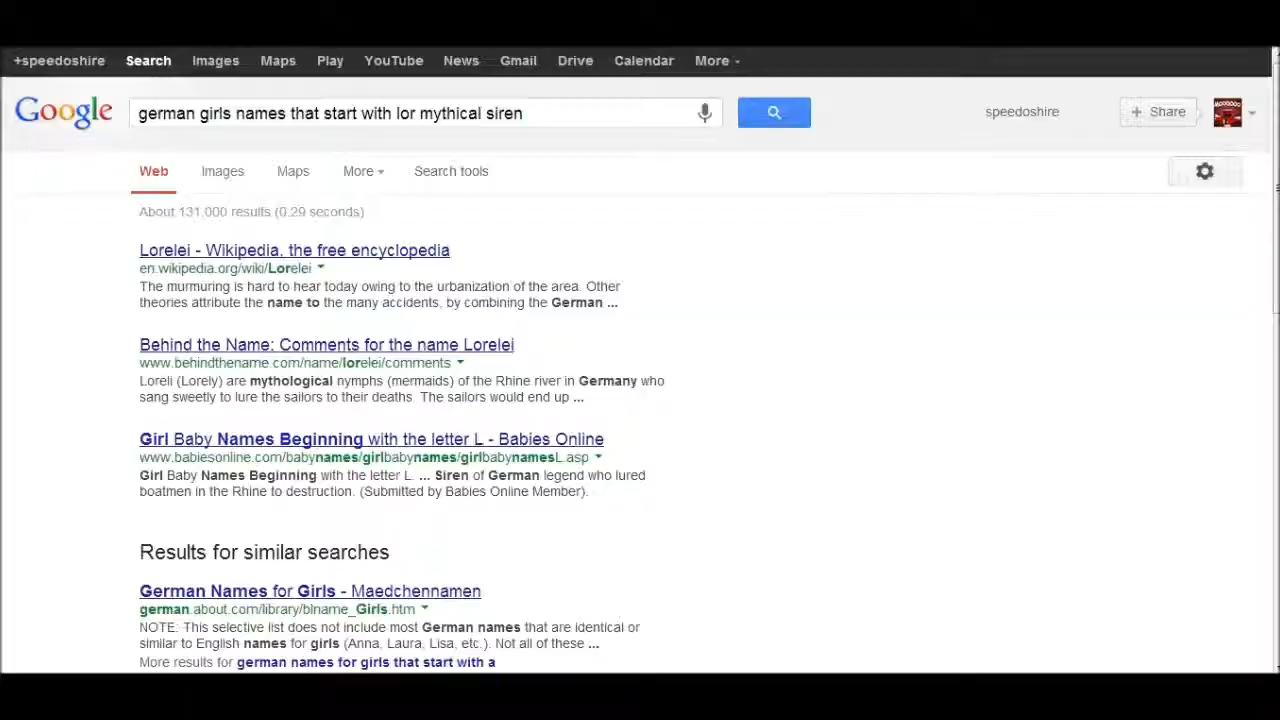 +speedoshire Search Images Maps Play YouTube News Gmail Drive Calendar More
Google german girls names that start with lor mythical siren speedoshire + Share
Web Images Maps More Search tools
About 131,000 results (0.29 seconds)
Lorelei - Wikipedia, the free encyclopedia
en.wikipedia.org/wiki/Lorelei
The murmuring is hard to hear today owing to the urbanization of the area. Other
theories attribute the name to the many accidents, by combining the German ...
Behind the Name: Comments for the name Lorelei
www.behindthename.com/name/lorelei/comments
Loreli (Lorely) are mythological nymphs (mermaids) of the Rhine river in Germany who
sang sweetly to lure the sailors to their deaths. The sailors would end up ...
Girl Baby Names Beginning with the letter L - Babies Online
www.babiesonline.com/babynames/girlbabynames/girlbabynamesL.asp
Girl Baby Names Beginning with the letter L. ... Siren of German legend who lured
boatmen in the Rhine to destruction. (Submitted by Babies Online Member).
Results for similar searches
German Names for Girls - Maedchennamen
german.about.com/library/blname_Girls.htm
NOTE: This selective list does not include most German names that are identical or
similar to English names for girls (Anna, Laura, Lisa, etc.). Not all of these ...
More results for german names for girls that start with a